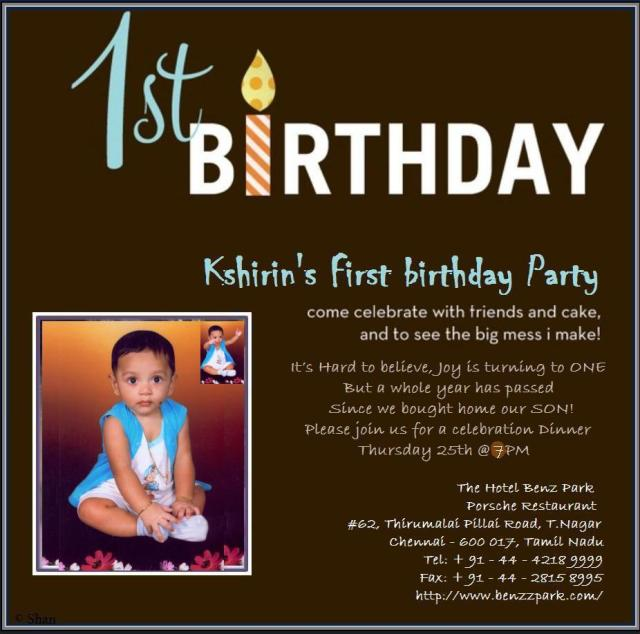 1st
BIRTHDAY
Kshirin's First birthday Party
come celebrate with friends and cake,
and to see the big mess i make!
It's Hard to believe, Joy is turning to ONE
But a whole year has passed
Since we bought home our SON!
Please join us for a celebration Dinner
Thursday 25th @ 7PM
The Hotel Benz Park
Porsche Restaurant
#62, Thirumalai Pillai Road, T.Nagar
Chennai - 600 017, Tamil Nadu
Tel: + 91 - 44 - 4218 9999
Fax: + 91 - 44 - 2815 8995
http://www.benzzpark.com/
© Shan